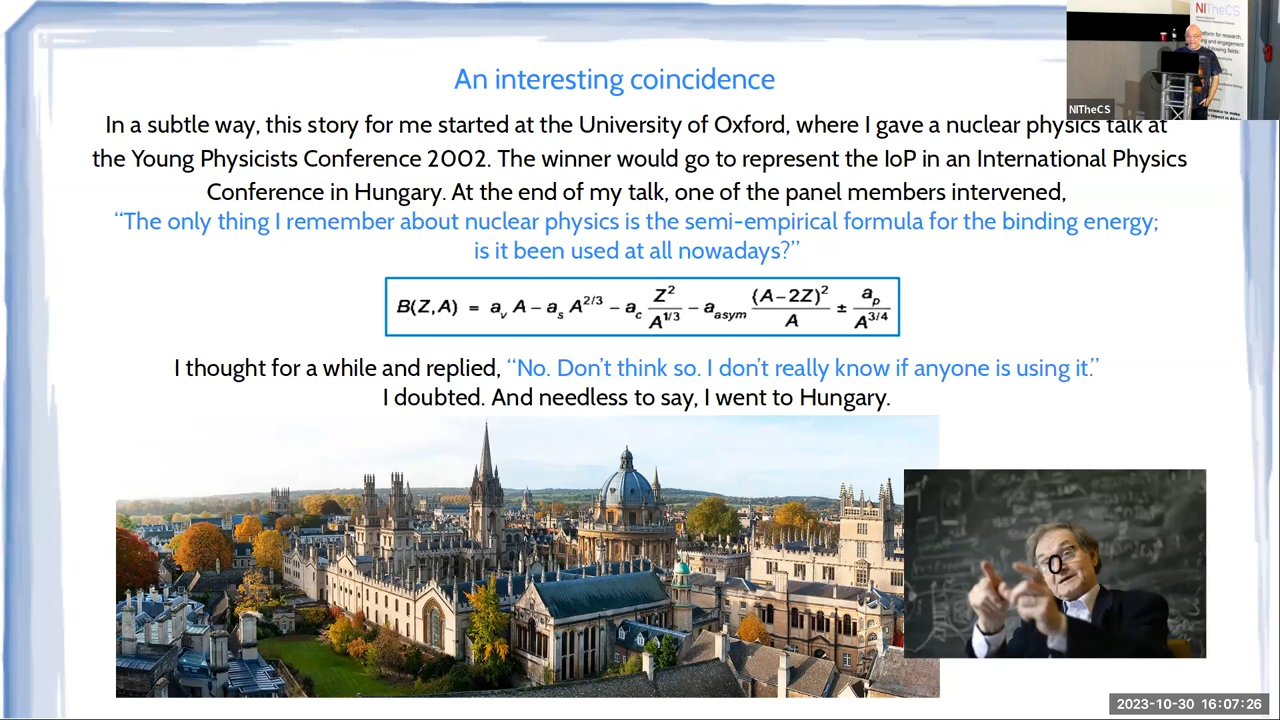 An interesting coincidence
In a subtle way, this story for me started at the University of Oxford, where I gave a nuclear physics talk at
the Young Physicists Conference 2002. The winner would go to represent the IoP in an International Physics
Conference in Hungary. At the end of my talk, one of the panel members intervened,
“The only thing I remember about nuclear physics is the semi-empirical formula for the binding energy;
is it been used at all nowadays?”
B(Z,A) = a_v A − a_s A^{2/3} − a_c Z^2/A^{1/3} − a_{asym} (A−2Z)^2/A ± a_p/A^{3/4}
I thought for a while and replied, “No. Don’t think so. I don’t really know if anyone is using it.”
I doubted. And needless to say, I went to Hungary.
NITheCS
NITheCS
2023-10-30 16:07:26